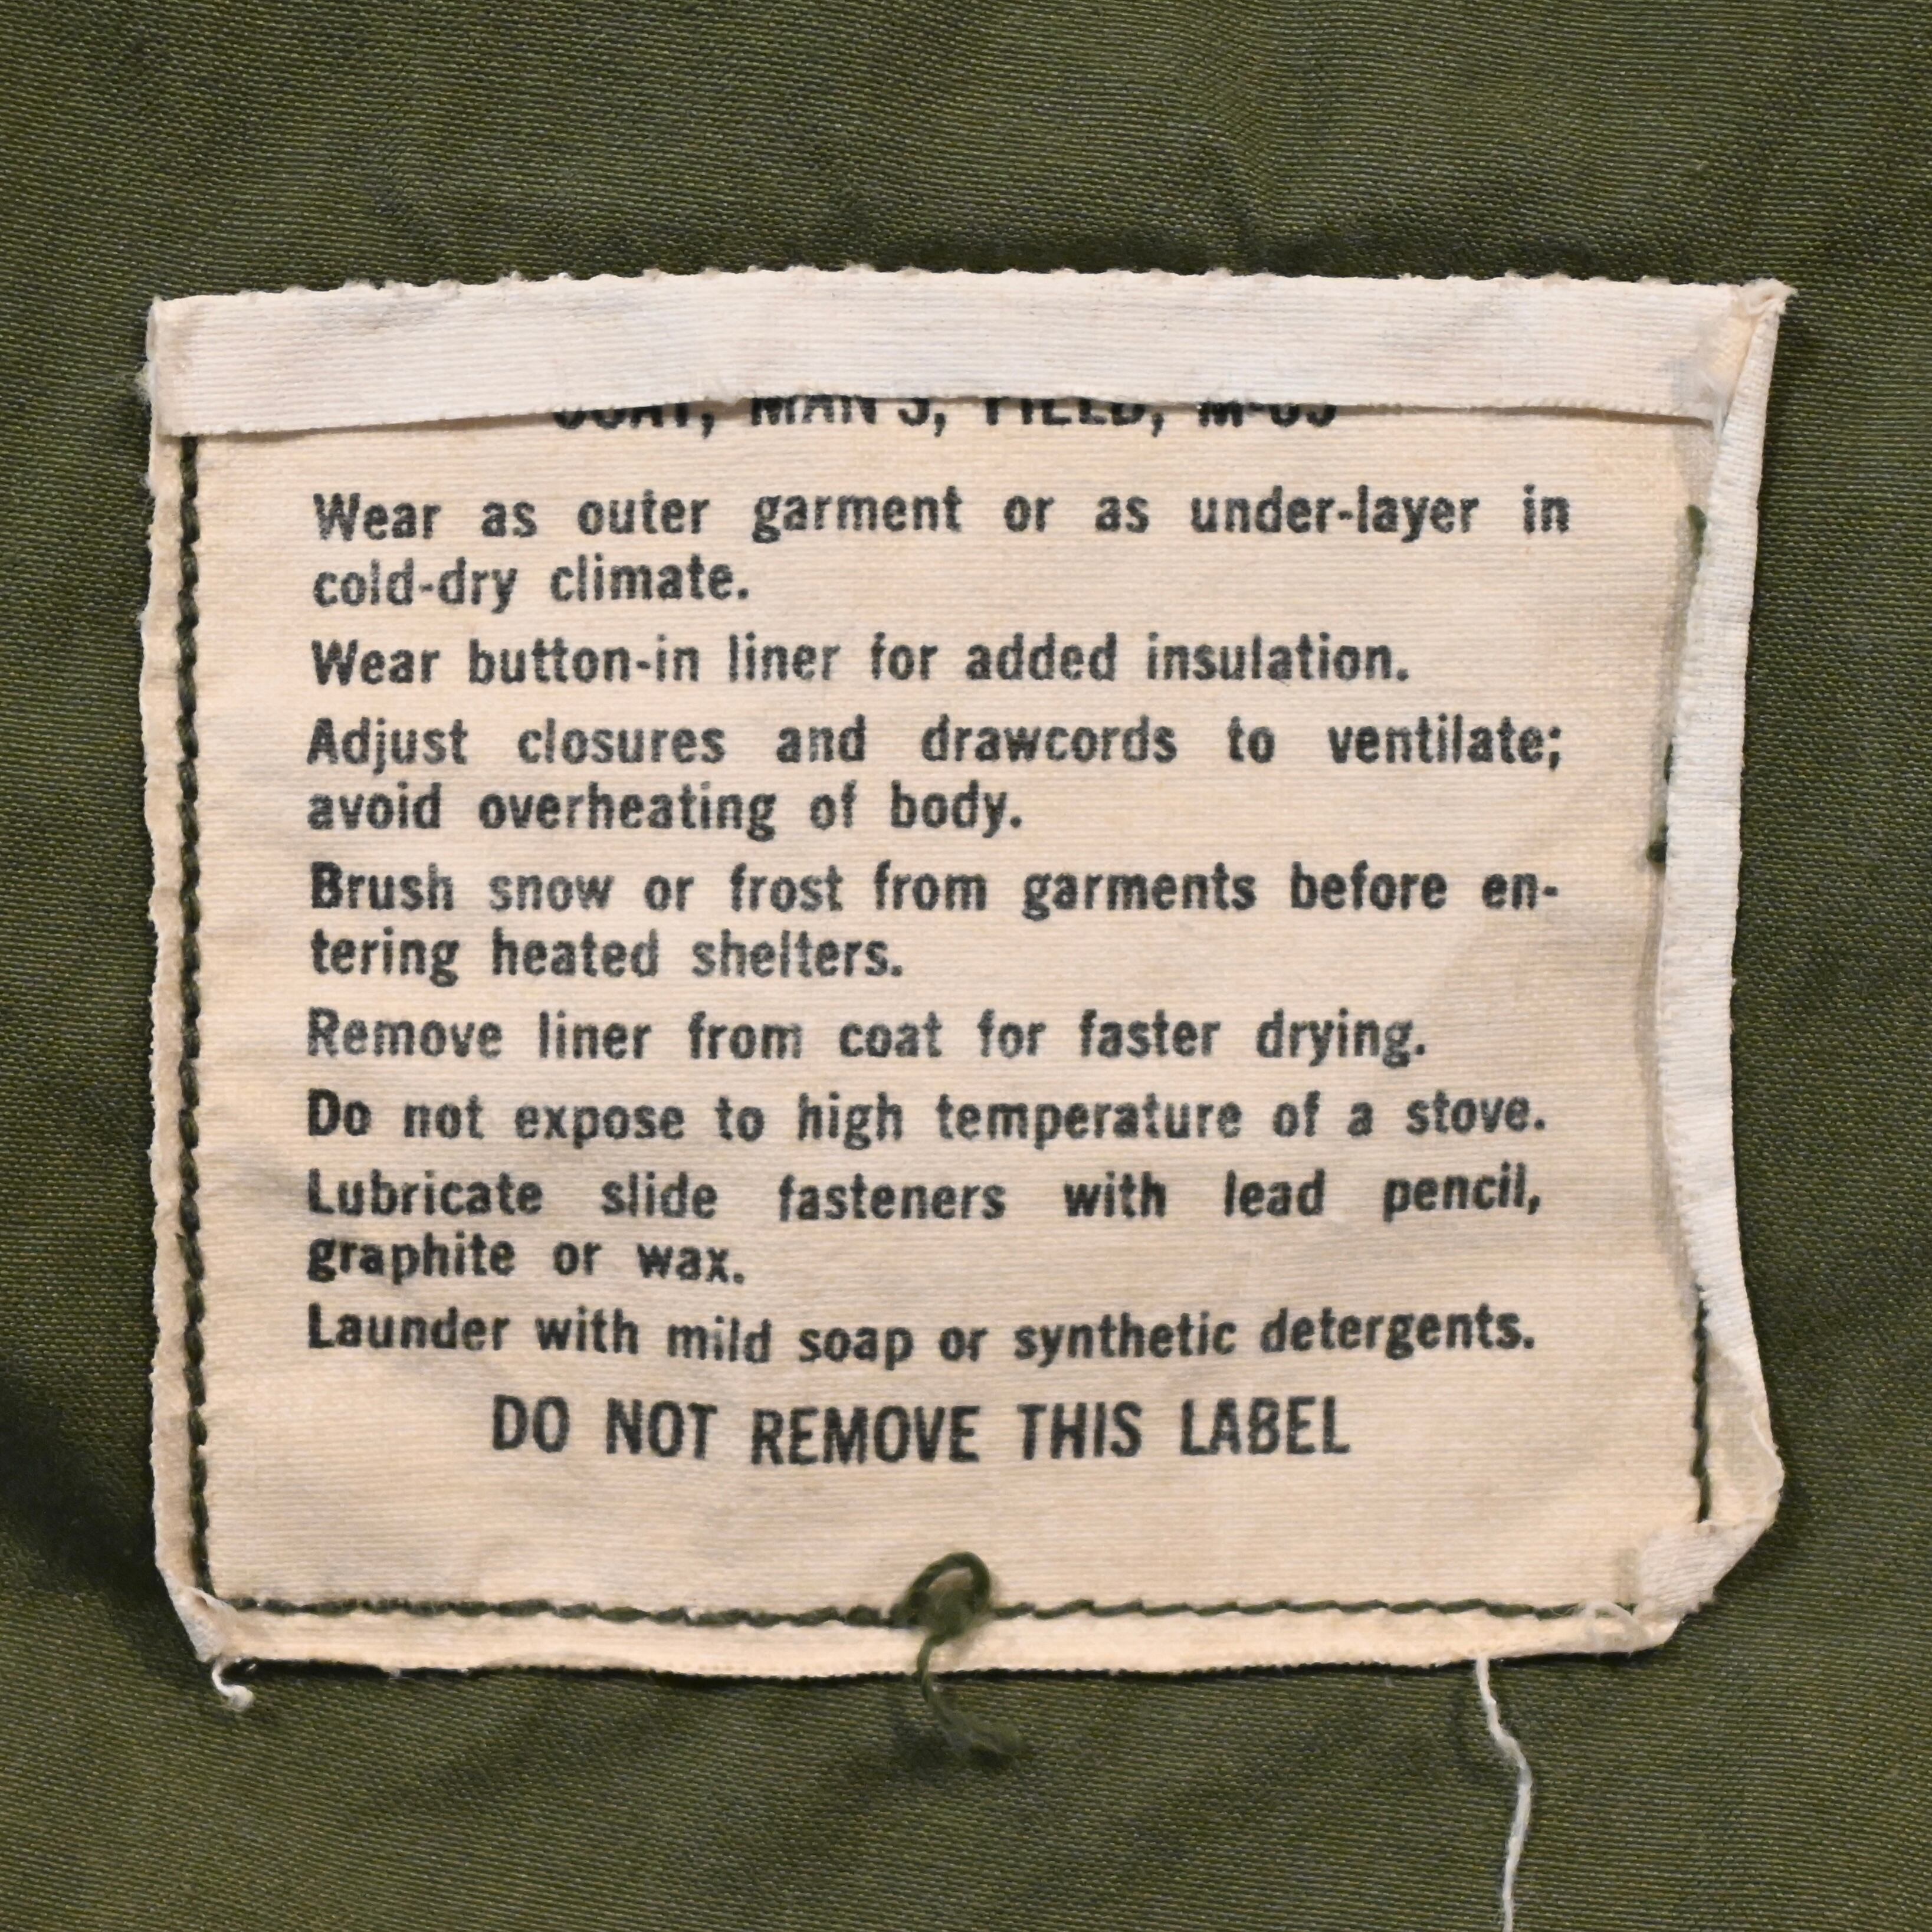 COAT, MAN'S, FIELD, M-65
Wear as outer garment or as under-layer in
cold-dry climate.
Wear button-in liner for added insulation.
Adjust closures and drawcords to ventilate;
avoid overheating of body.
Brush snow or frost from garments before en-
tering heated shelters.
Remove liner from coat for faster drying.
Do not expose to high temperature of a stove.
Lubricate slide fasteners with lead pencil,
graphite or wax.
Launder with mild soap or synthetic detergents.
DO NOT REMOVE THIS LABEL